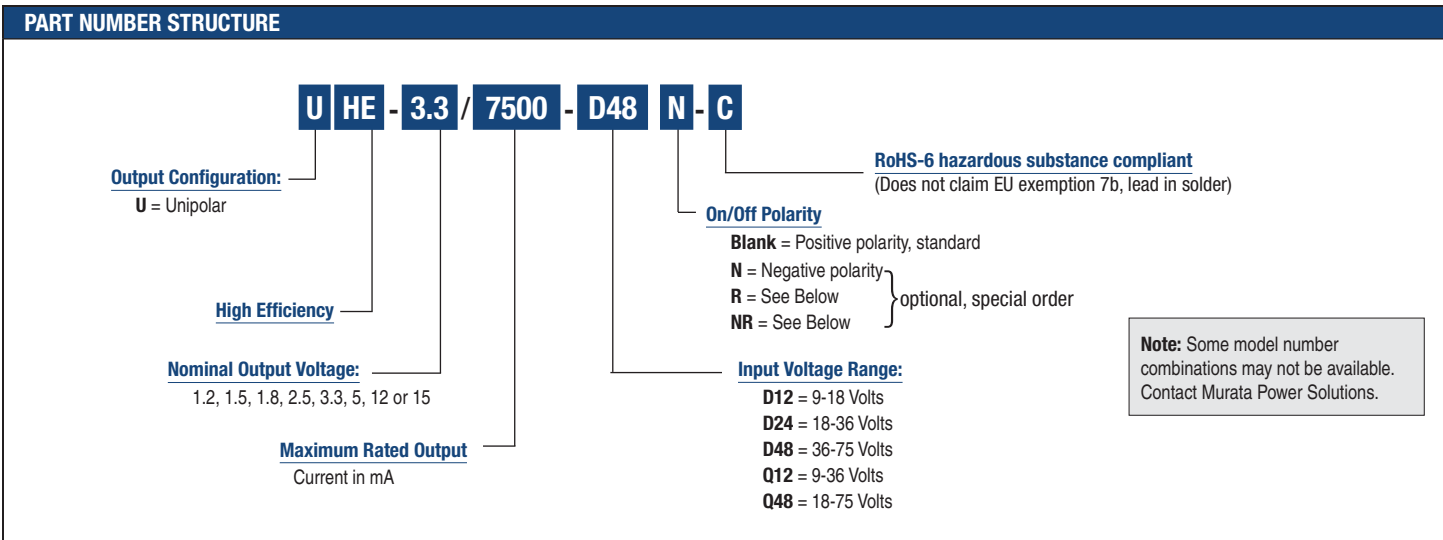 PART NUMBER STRUCTURE
U HE - 3.3 / 7500 - D48 N - C
Output Configuration:
U = Unipolar
High Efficiency
Nominal Output Voltage:
1.2, 1.5, 1.8, 2.5, 3.3, 5, 12 or 15
Maximum Rated Output
Current in mA
RoHS-6 hazardous substance compliant
(Does not claim EU exemption 7b, lead in solder)
On/Off Polarity
Blank = Positive polarity, standard
N = Negative polarity
R = See Below
NR = See Below
optional, special order
Input Voltage Range:
D12 = 9-18 Volts
D24 = 18-36 Volts
D48 = 36-75 Volts
Q12 = 9-36 Volts
Q48 = 18-75 Volts
Note: Some model number
combinations may not be available.
Contact Murata Power Solutions.